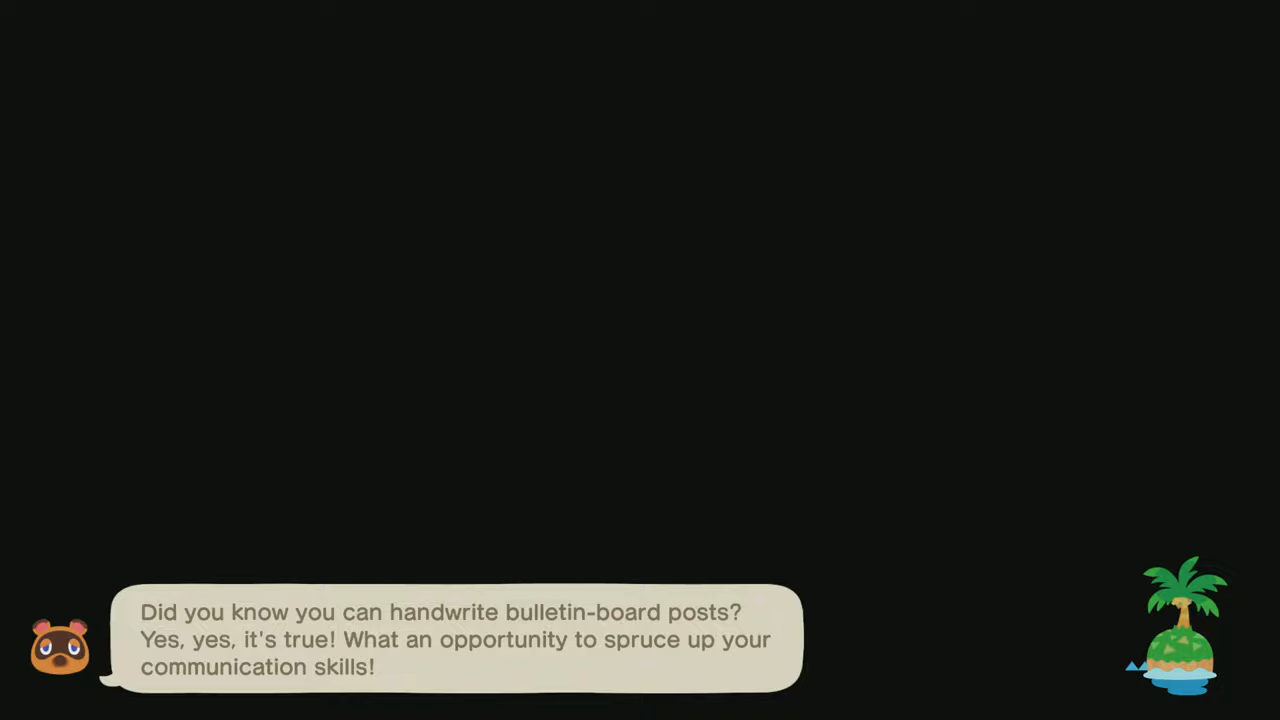 Did you know you can handwrite bulletin-board posts?
Yes, yes, it's true! What an opportunity to spruce up your
communication skills!